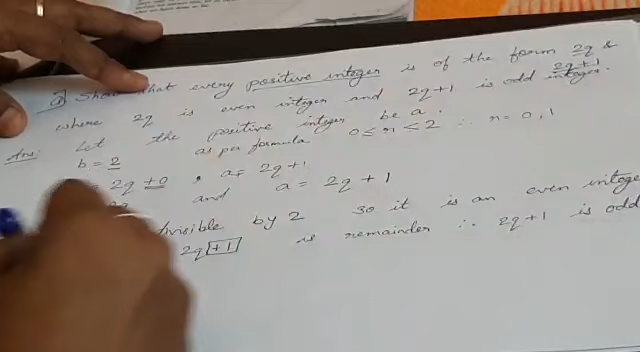 Q Show that every positive integer is of the form 2q &
2q+1
where 2q is even integer and 2q+1 is odd integer.
Ans: Let the positive integer be a.
b = 2 as per formula 0 ≤ r < 2 ∴ r = 0, 1
2q + 0 , a = 2q + 1
2q and a = 2q + 1
divisible by 2 so it is an even intege
2q +1 is remainder ∴ 2q+1 is odd